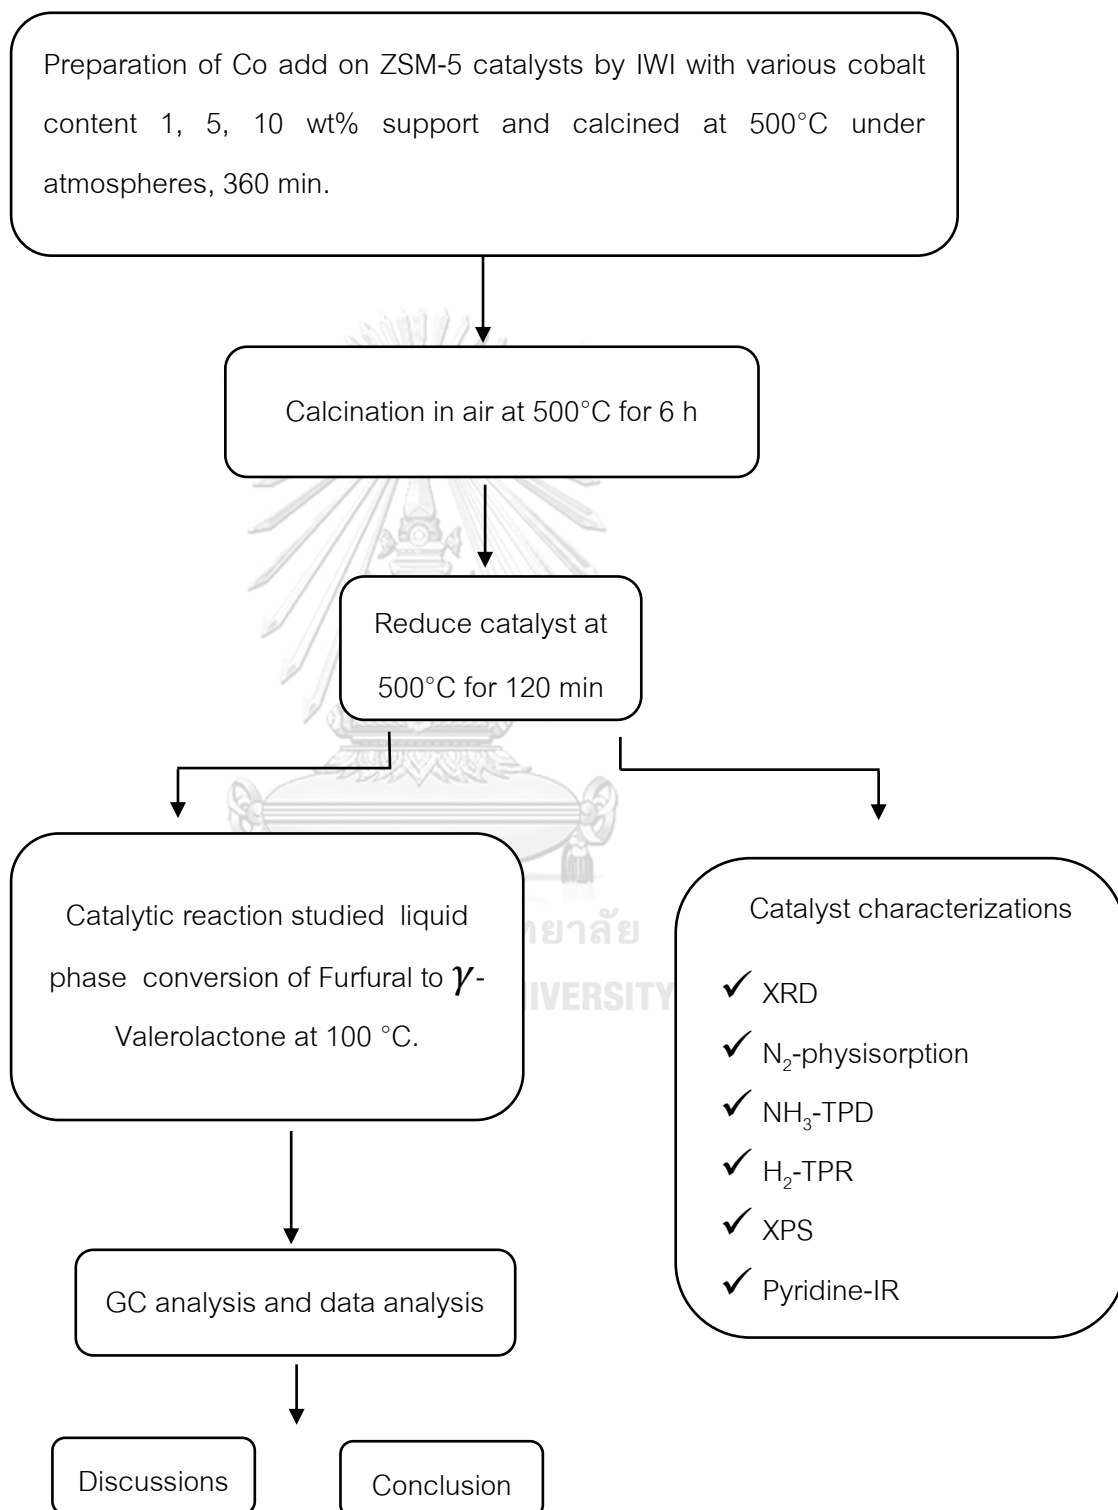 Preparation of Co add on ZSM-5 catalysts by IWI with various cobalt
content 1, 5, 10 wt% support and calcined at 500°C under
atmospheres, 360 min.
Calcination in air at 500°C for 6 h
Reduce catalyst at
500°C for 120 min
Catalytic reaction studied liquid
phase conversion of Furfural to γ-
Valerolactone at 100 °C.
Catalyst characterizations
✓ XRD
✓ N₂-physisorption
✓ NH₃-TPD
✓ H₂-TPR
✓ XPS
✓ Pyridine-IR
GC analysis and data analysis
Discussions
Conclusion